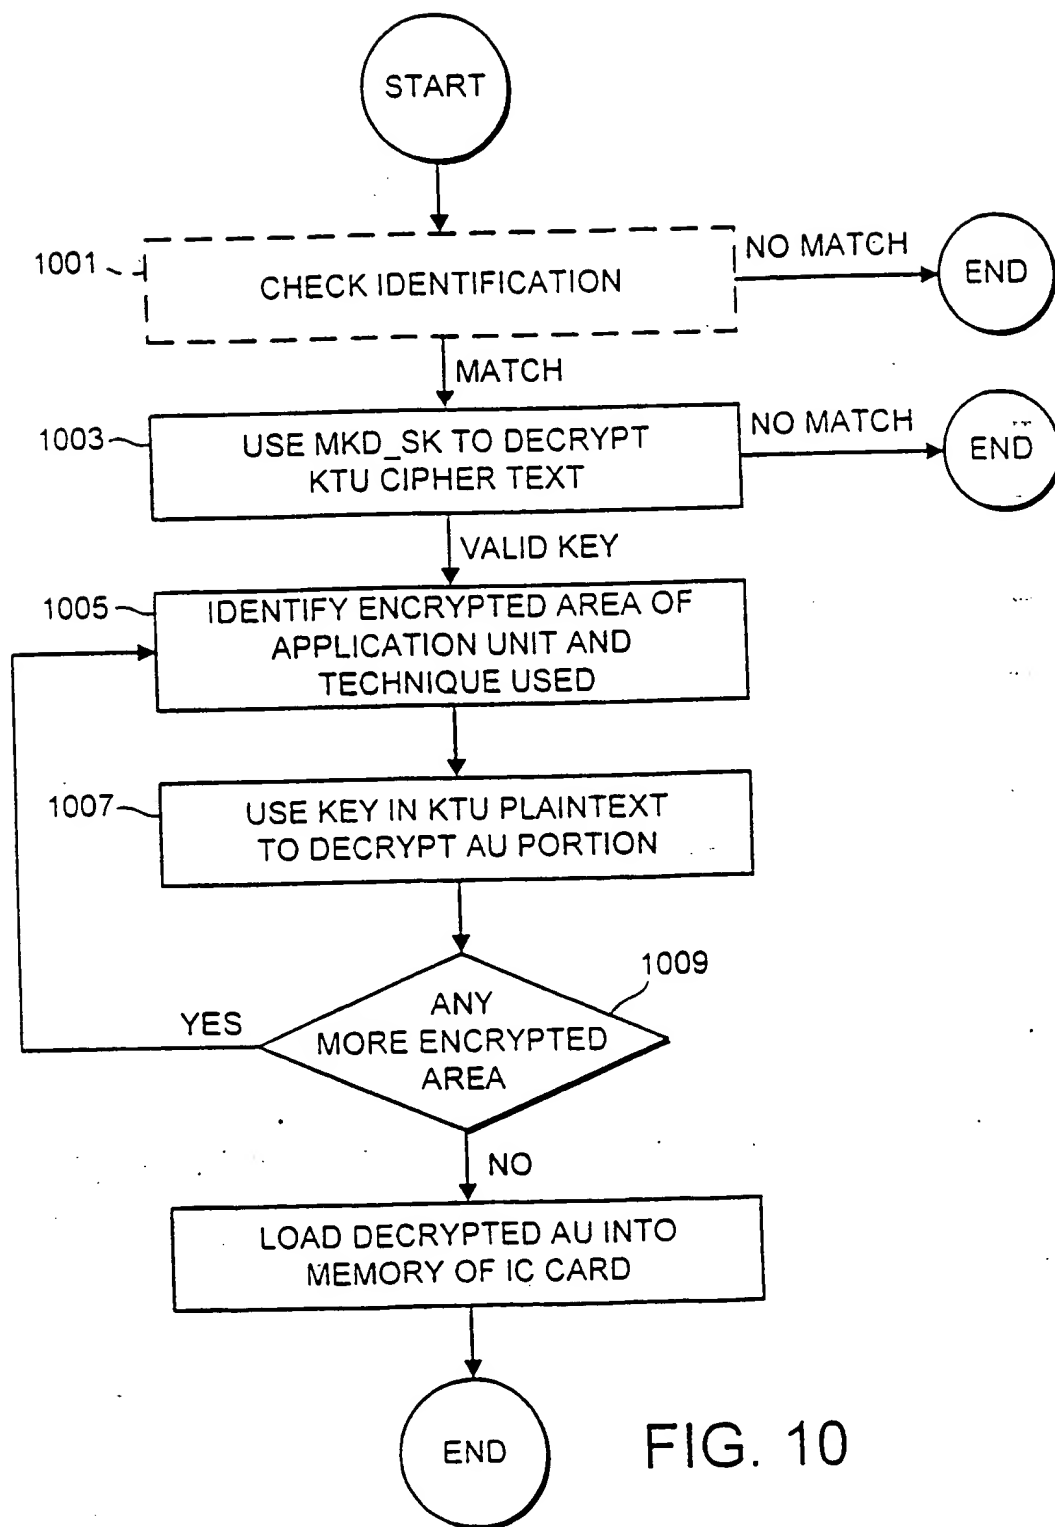 START
1001
CHECK IDENTIFICATION
NO MATCH
END
MATCH
1003
USE MKD_SK TO DECRYPT
KTU CIPHER TEXT
NO MATCH
END
VALID KEY
1005
IDENTIFY ENCRYPTED AREA OF
APPLICATION UNIT AND
TECHNIQUE USED
1007
USE KEY IN KTU PLAINTEXT
TO DECRYPT AU PORTION
1009
ANY
MORE ENCRYPTED
AREA
YES
NO
LOAD DECRYPTED AU INTO
MEMORY OF IC CARD
END
FIG. 10